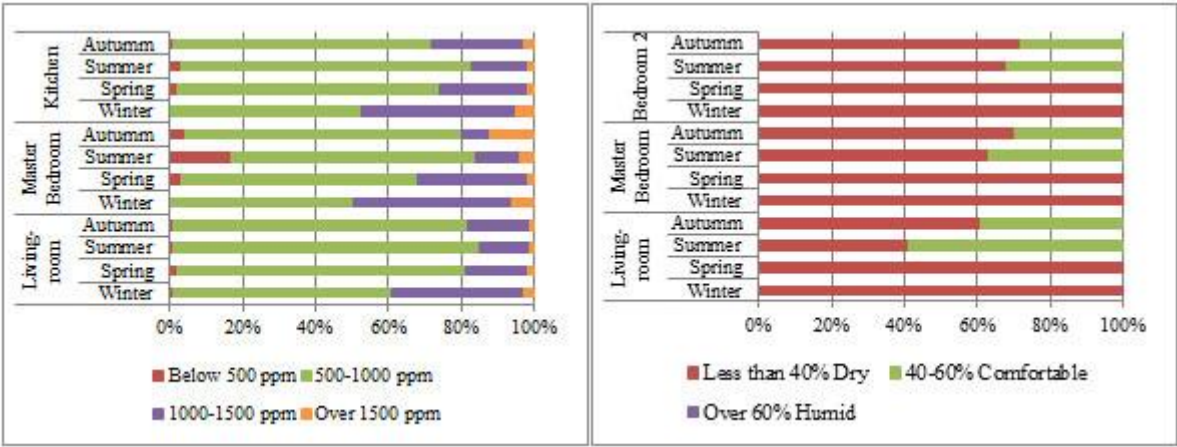 Kitchen
Autumm
Summer
Spring
Winter
Master
Bedroom
Autumm
Summer
Spring
Winter
Living-
room
Autumm
Summer
Spring
Winter
0% 20% 40% 60% 80% 100%
Below 500 ppm 500-1000 ppm
1000-1500 ppm Over 1500 ppm
Bedroom 2
Autumm
Summer
Spring
Winter
Master
Bedroom
Autumm
Summer
Spring
Winter
Living-
room
Autumm
Summer
Spring
Winter
0% 20% 40% 60% 80% 100%
Less than 40% Dry 40-60% Comfortable
Over 60% Humid